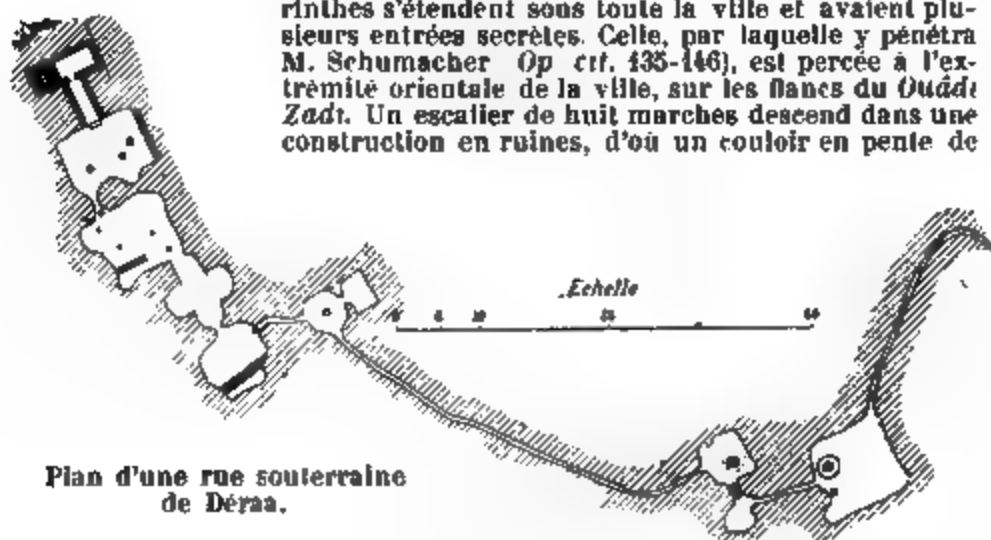 rinthes s'étendent sous toute la ville et avaient plu-
sieurs entrées secrètes. Celle, par laquelle y pénétra
M. Schumacher Op cit. 135-146), est percée à l'ex-
trémité orientale de la ville, sur les flancs du Ouâdi
Zadi. Un escalier de huit marches descend dans une
construction en ruines, d'où un couloir en pente de
Echelle
Plan d'une rue souterraine
de Déraa.